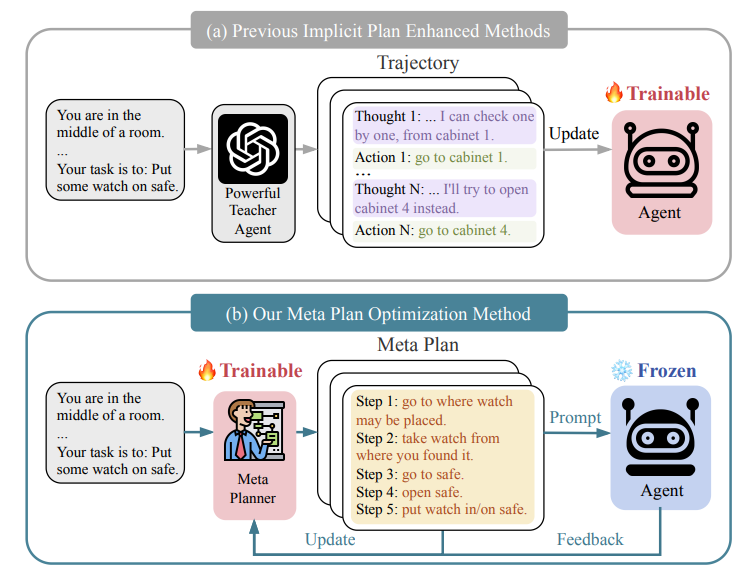 (a) Previous Implicit Plan Enhanced Methods
Trajectory
You are in the
middle of a room.
...
Your task is to: Put
some watch on safe.
Powerful
Teacher
Agent
Thought 1: ... I can check one
by one, from cabinet 1.
Action 1: go to cabinet 1.
...
Thought N: ... I'll try to open
cabinet 4 instead.
Action N: go to cabinet 4.
Update
Trainable
Agent
(b) Our Meta Plan Optimization Method
Meta Plan
You are in the
middle of a room.
...
Your task is to: Put
some watch on safe.
Trainable
Meta
Planner
Step 1: go to where watch
may be placed.
Step 2: take watch from
where you found it.
Step 3: go to safe.
Step 4: open safe.
Step 5: put watch in/on safe.
Prompt
Frozen
Agent
Update
Feedback